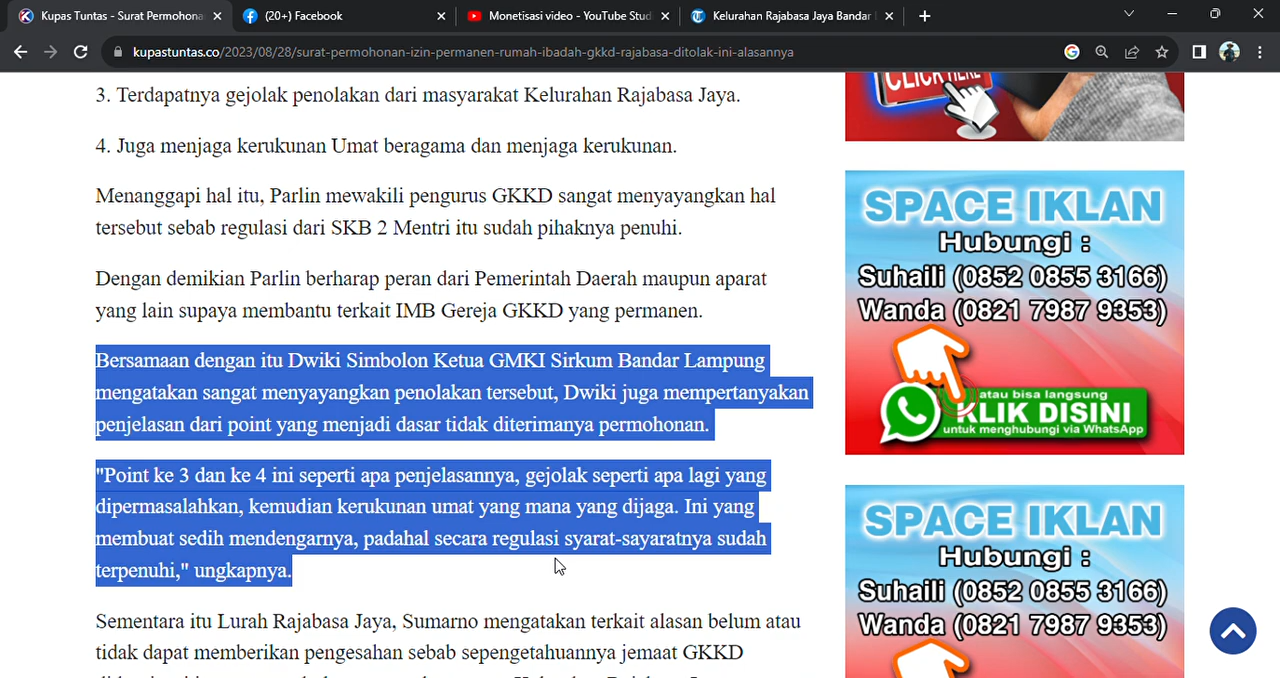 Kupas Tuntas - Surat Permohona
(20+) Facebook
Monetisasi video - YouTube Stud
Kelurahan Rajabasa Jaya Bandar
kupastuntas.co/2023/08/28/surat-permohonan-izin-permanen-rumah-ibadah-gkkd-rajabasa-ditolak-ini-alasannya
3. Terdapatnya gejolak penolakan dari masyarakat Kelurahan Rajabasa Jaya.
4. Juga menjaga kerukunan Umat beragama dan menjaga kerukunan.
Menanggapi hal itu, Parlin mewakili pengurus GKKD sangat menyayangkan hal
tersebut sebab regulasi dari SKB 2 Mentri itu sudah pihaknya penuhi.
Dengan demikian Parlin berharap peran dari Pemerintah Daerah maupun aparat
yang lain supaya membantu terkait IMB Gereja GKKD yang permanen.
Bersamaan dengan itu Dwiki Simbolon Ketua GMKI Sirkum Bandar Lampung
mengatakan sangat menyayangkan penolakan tersebut, Dwiki juga mempertanyakan
penjelasan dari point yang menjadi dasar tidak diterimanya permohonan.
"Point ke 3 dan ke 4 ini seperti apa penjelasannya, gejolak seperti apa lagi yang
dipermasalahkan, kemudian kerukunan umat yang mana yang dijaga. Ini yang
membuat sedih mendengarnya, padahal secara regulasi syarat-sayaratnya sudah
terpenuhi," ungkapnya.
Sementara itu Lurah Rajabasa Jaya, Sumarno mengatakan terkait alasan belum atau
tidak dapat memberikan pengesahan sebab sepengetahuannya jemaat GKKD
CLICK HERE
SPACE IKLAN
Hubungi :
Suhaili (0852 0855 3166)
Wanda (0821 7987 9353)
atau bisa langsung
KLIK DISINI
untuk menghubungi via WhatsApp
SPACE IKLAN
Hubungi :
Suhaili (0852 0855 3166)
Wanda (0821 7987 9353)